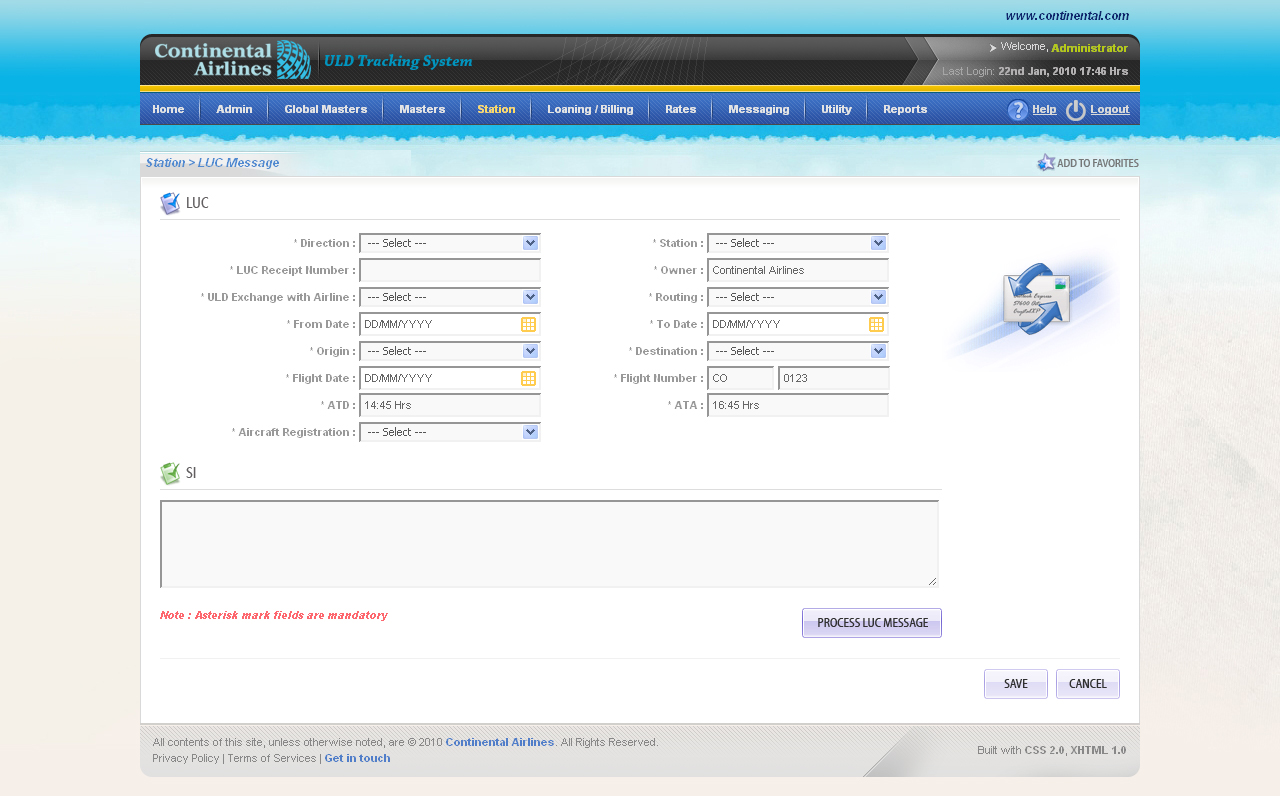 www.continental.com
Continental Airlines
ULD Tracking System
Welcome, Administrator
Last Login: 22nd Jan, 2010 17:46 Hrs
Home Admin Global Masters Masters Station Loaning / Billing Rates Messaging Utility Reports Help Logout
Station > LUC Message ADD TO FAVORITES
LUC
* Direction : --- Select --- * Station : --- Select ---
* LUC Receipt Number : * Owner : Continental Airlines
* ULD Exchange with Airline : --- Select --- * Routing : --- Select ---
* From Date : DD/MM/YYYY * To Date : DD/MM/YYYY
* Origin : --- Select --- * Destination : --- Select ---
* Flight Date : DD/MM/YYYY * Flight Number : CO 0123
* ATD : 14:45 Hrs * ATA : 16:45 Hrs
* Aircraft Registration : --- Select ---
SI
Note : Asterisk mark fields are mandatory PROCESS LUC MESSAGE
SAVE CANCEL
All contents of this site, unless otherwise noted, are © 2010 Continental Airlines. All Rights Reserved.
Privacy Policy | Terms of Services | Get in touch
Built with CSS 2.0, XHTML 1.0